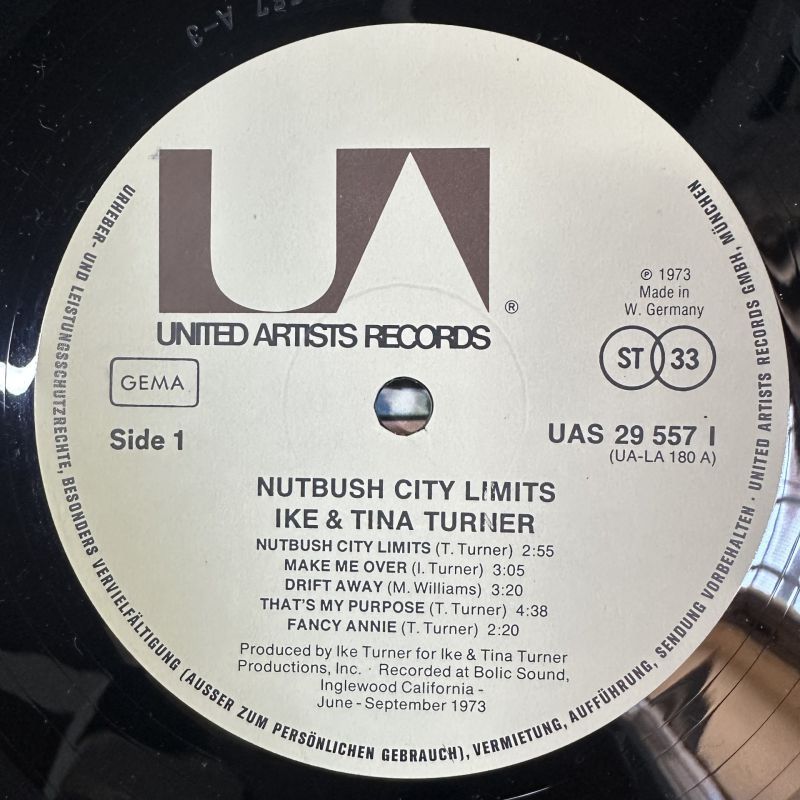 UA
®
UNITED ARTISTS RECORDS
℗ 1973
Made in
W. Germany
GEMA
ST 33
Side 1
UAS 29 557 I
(UA-LA 180 A)
NUTBUSH CITY LIMITS
IKE & TINA TURNER
NUTBUSH CITY LIMITS (T. Turner) 2:55
MAKE ME OVER (I. Turner) 3:05
DRIFT AWAY (M. Williams) 3:20
THAT'S MY PURPOSE (T. Turner) 4:38
FANCY ANNIE (T. Turner) 2:20
Produced by Ike Turner for Ike & Tina Turner
Productions, Inc. · Recorded at Bolic Sound,
Inglewood California -
June - September 1973
URHEBER- UND LEISTUNGSSCHUTZRECHTE, BESONDERS VERVIELFÄLTIGUNG (AUSSER ZUM PERSÖNLICHEN GEBRAUCH), VERMIETUNG, AUFFÜHRUNG, SENDUNG VORBEHALTEN · UNITED ARTISTS RECORDS GMBH, MÜNCHEN
A-3